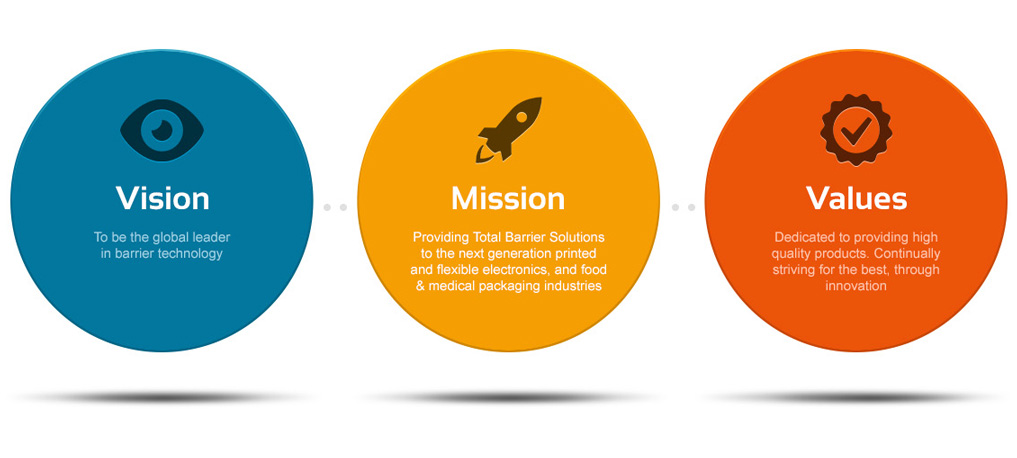 Vision
To be the global leader
in barrier technology
Mission
Providing Total Barrier Solutions
to the next generation printed
and flexible electronics, and food
& medical packaging industries
Values
Dedicated to providing high
quality products. Continually
striving for the best, through
innovation